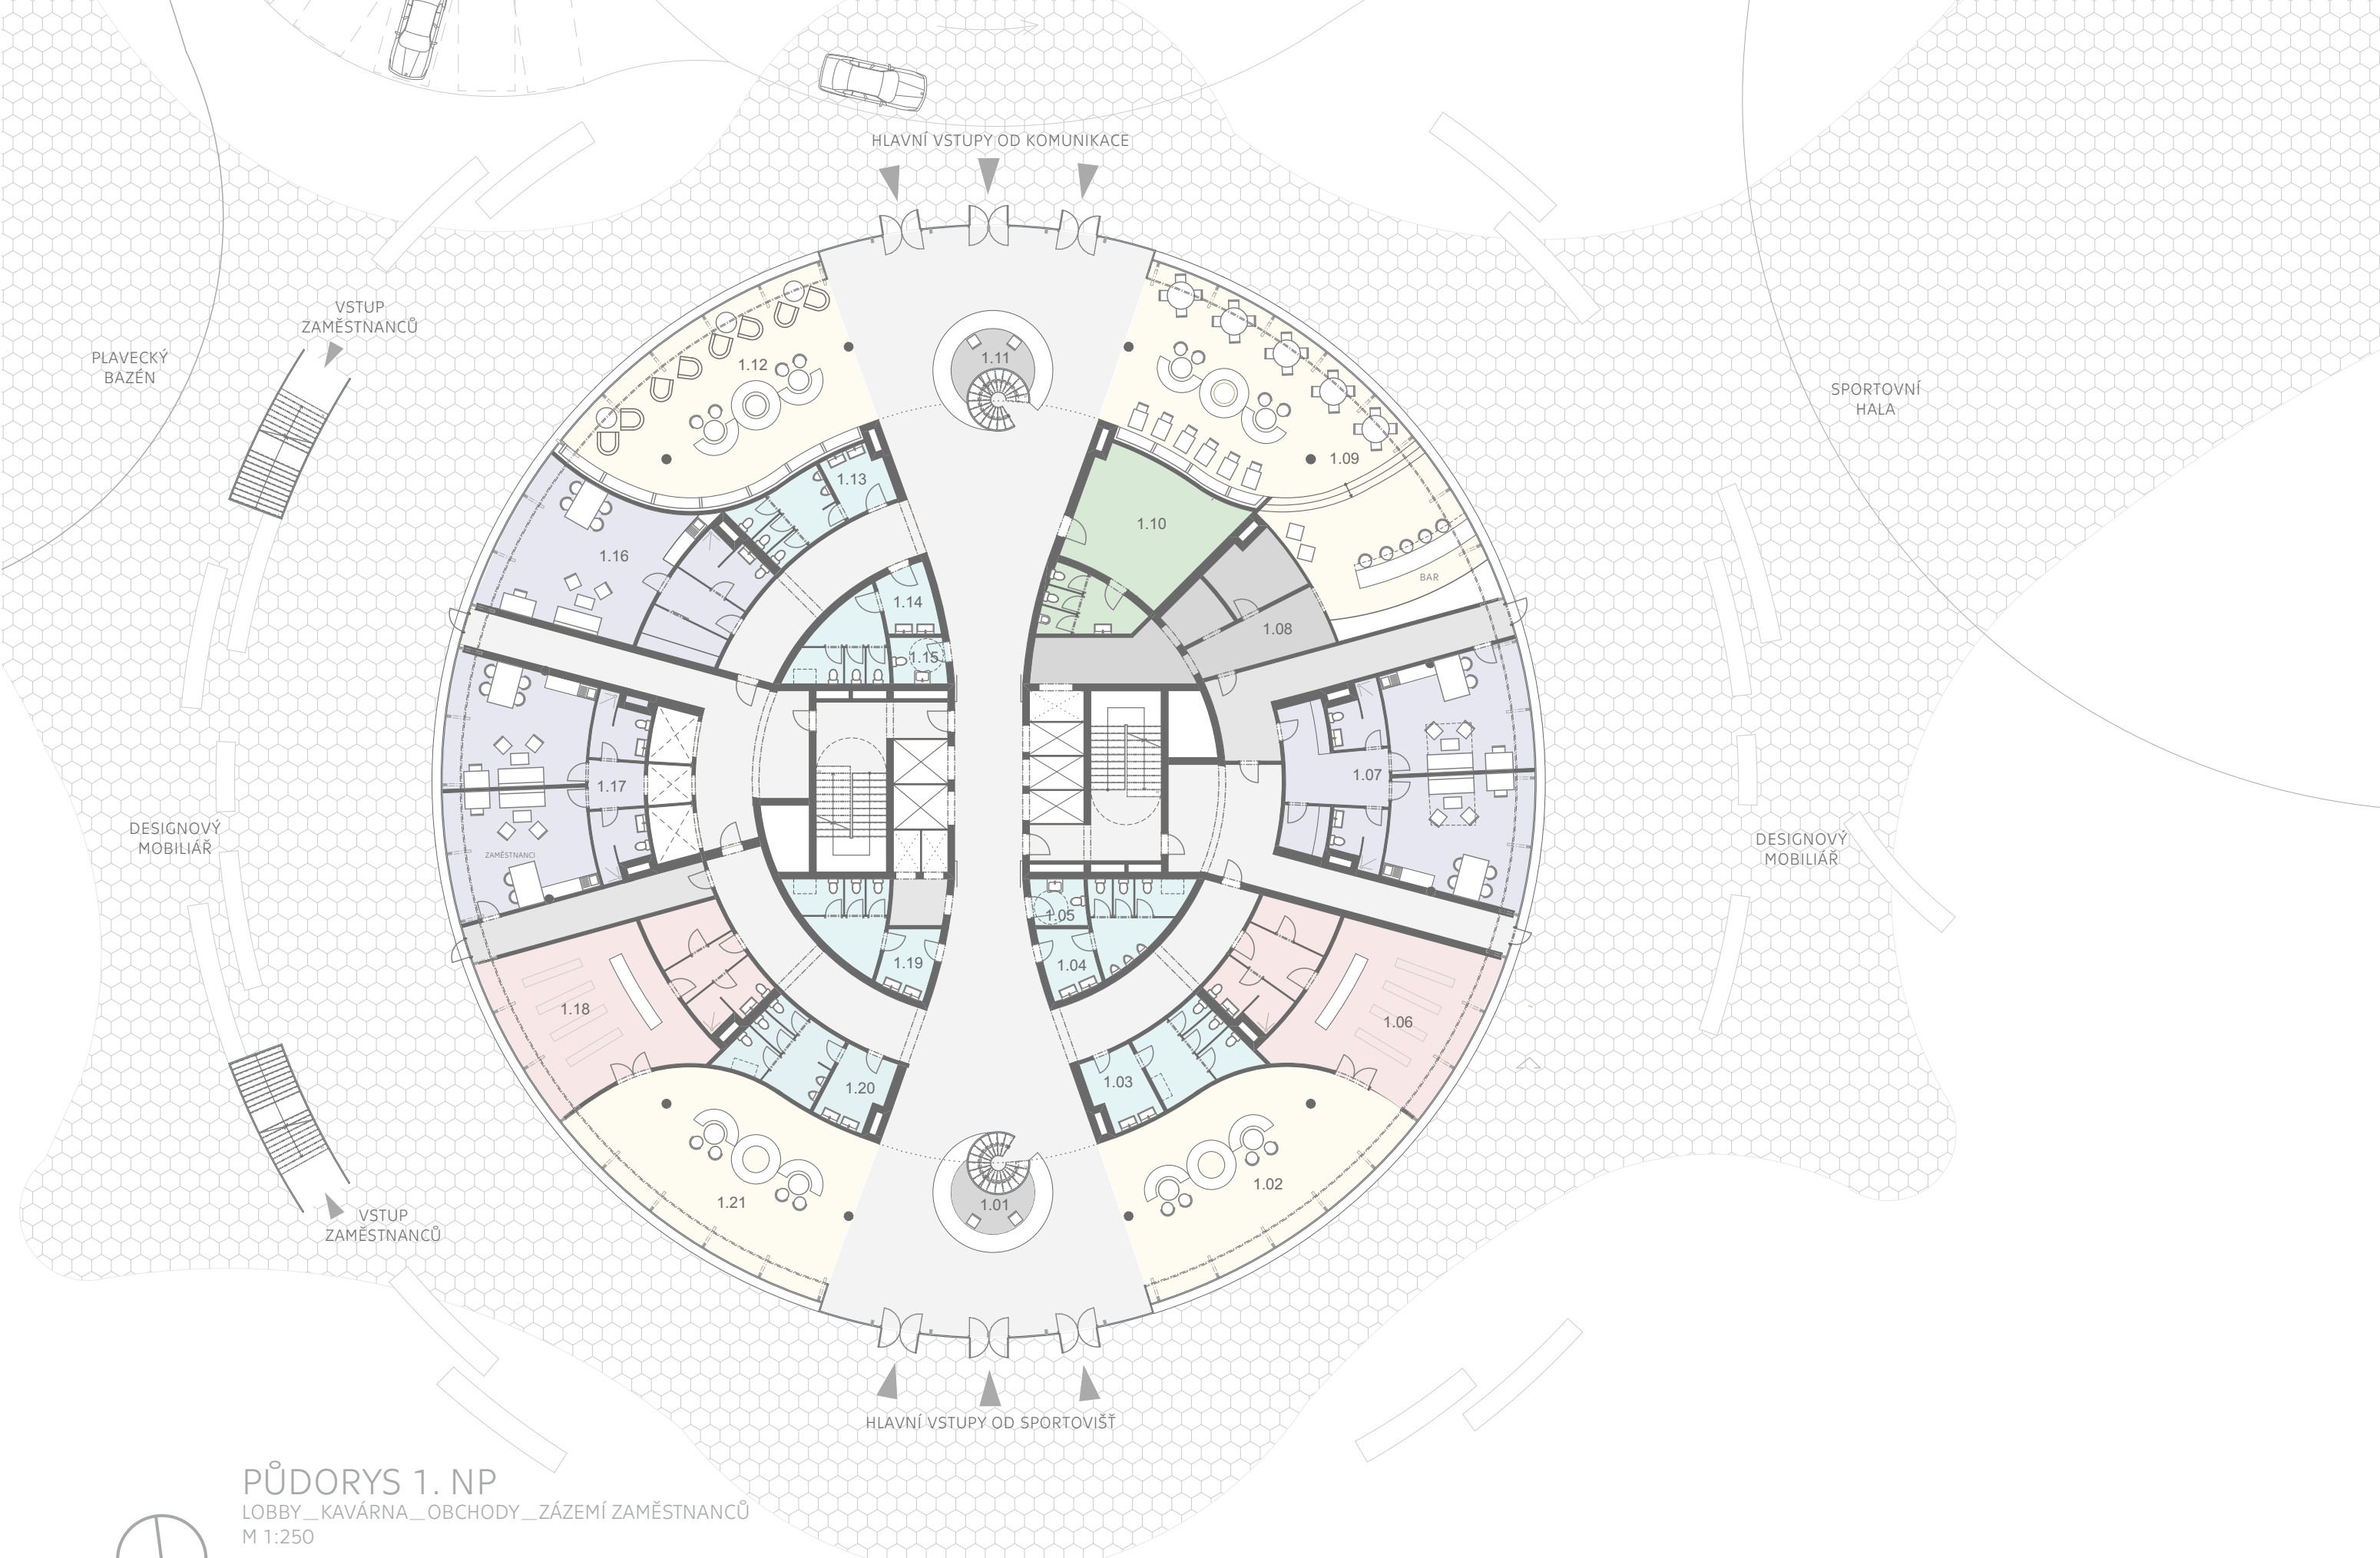 HLAVNÍ VSTUPY OD KOMUNIKACE
VSTUP
ZAMĚSTNANCŮ
PLAVECKÝ
BAZÉN
SPORTOVNÍ
HALA
1.11
1.12
1.09
1.13
1.10
1.16
BAR
1.14
1.08
1.15
1.07
1.17
DESIGNOVÝ
MOBILIÁŘ
DESIGNOVÝ
MOBILIÁŘ
ZAMĚSTNANCI
1.05
1.19
1.04
1.18
1.06
1.20
1.03
1.21
1.02
1.01
VSTUP
ZAMĚSTNANCŮ
HLAVNÍ VSTUPY OD SPORTOVIŠŤ
PŮDORYS 1. NP
LOBBY_KAVÁRNA_OBCHODY_ZÁZEMÍ ZAMĚSTNANCŮ
M 1:250